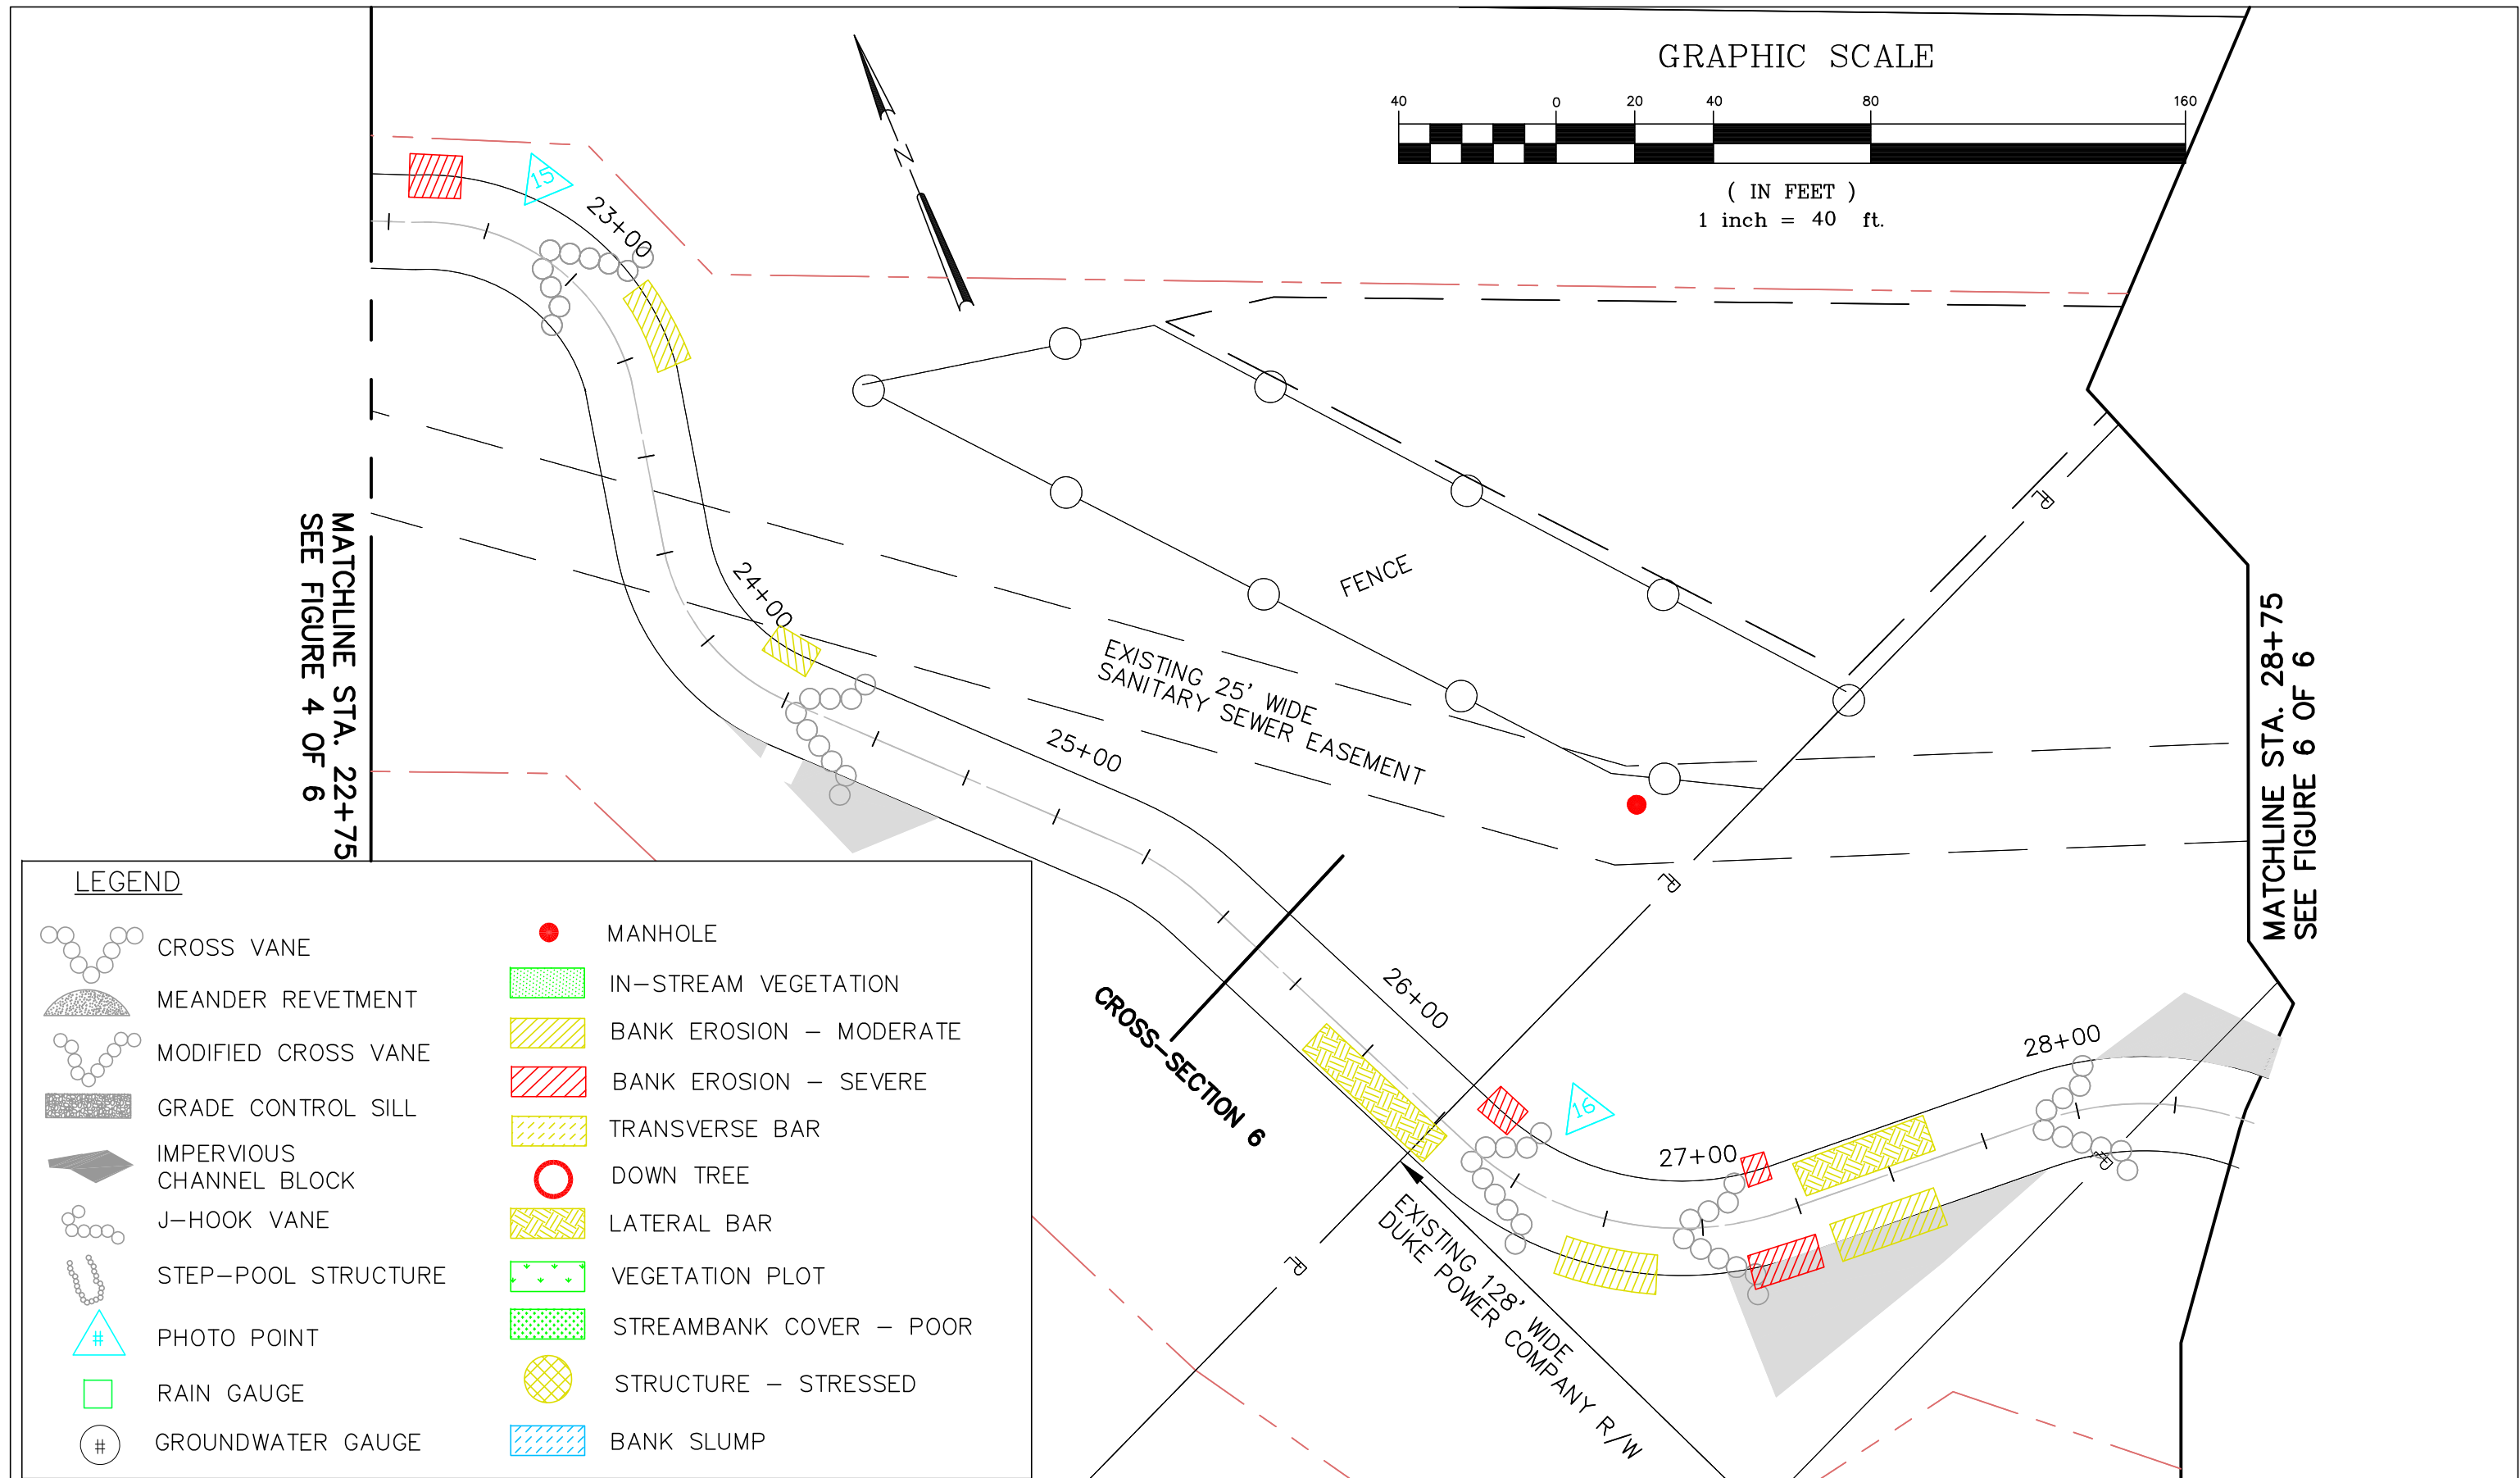 GRAPHIC SCALE
40 0 20 40 80 160
( IN FEET )
1 inch = 40 ft.
N
15
23+00
24+00
25+00
26+00
27+00
28+00
16
FENCE
EXISTING 25' WIDE
SANITARY SEWER EASEMENT
MATCHLINE STA. 22+75
SEE FIGURE 4 OF 6
MATCHLINE STA. 28+75
SEE FIGURE 6 OF 6
CROSS-SECTION 6
EXISTING 128' WIDE
DUKE POWER COMPANY R/W
LEGEND
CROSS VANE
MEANDER REVETMENT
MODIFIED CROSS VANE
GRADE CONTROL SILL
IMPERVIOUS
CHANNEL BLOCK
J-HOOK VANE
STEP-POOL STRUCTURE
# PHOTO POINT
RAIN GAUGE
# GROUNDWATER GAUGE
MANHOLE
IN-STREAM VEGETATION
BANK EROSION - MODERATE
BANK EROSION - SEVERE
TRANSVERSE BAR
DOWN TREE
LATERAL BAR
VEGETATION PLOT
STREAMBANK COVER - POOR
STRUCTURE - STRESSED
BANK SLUMP